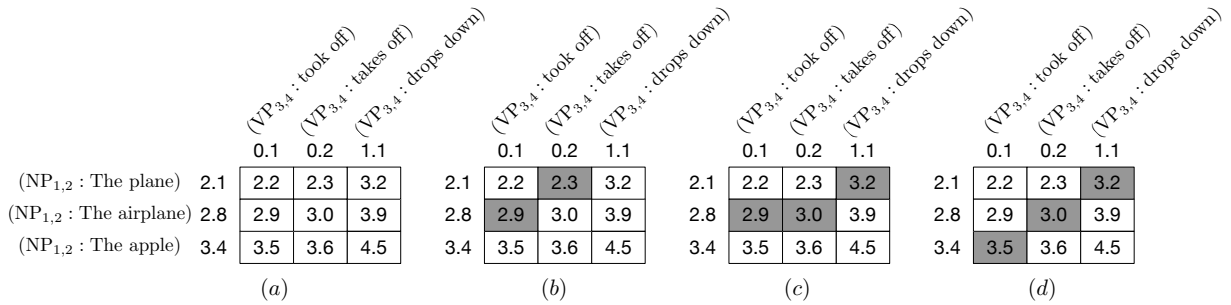 (VP3,4 : took off) (VP3,4 : takes off) (VP3,4 : drops down) (VP3,4 : took off) (VP3,4 : takes off) (VP3,4 : drops down) (VP3,4 : took off) (VP3,4 : takes off) (VP3,4 : drops down) (VP3,4 : took off) (VP3,4 : takes off) (VP3,4 : drops down)
0.1 0.2 1.1 0.1 0.2 1.1 0.1 0.2 1.1 0.1 0.2 1.1
(NP1,2 : The plane) 2.1 2.2 2.3 3.2 2.1 2.2 2.3 3.2 2.1 2.2 2.3 3.2 2.1 2.2 2.3 3.2
(NP1,2 : The airplane) 2.8 2.9 3.0 3.9 2.8 2.9 3.0 3.9 2.8 2.9 3.0 3.9 2.8 2.9 3.0 3.9
(NP1,2 : The apple) 3.4 3.5 3.6 4.5 3.4 3.5 3.6 4.5 3.4 3.5 3.6 4.5 3.4 3.5 3.6 4.5
(a) (b) (c) (d)